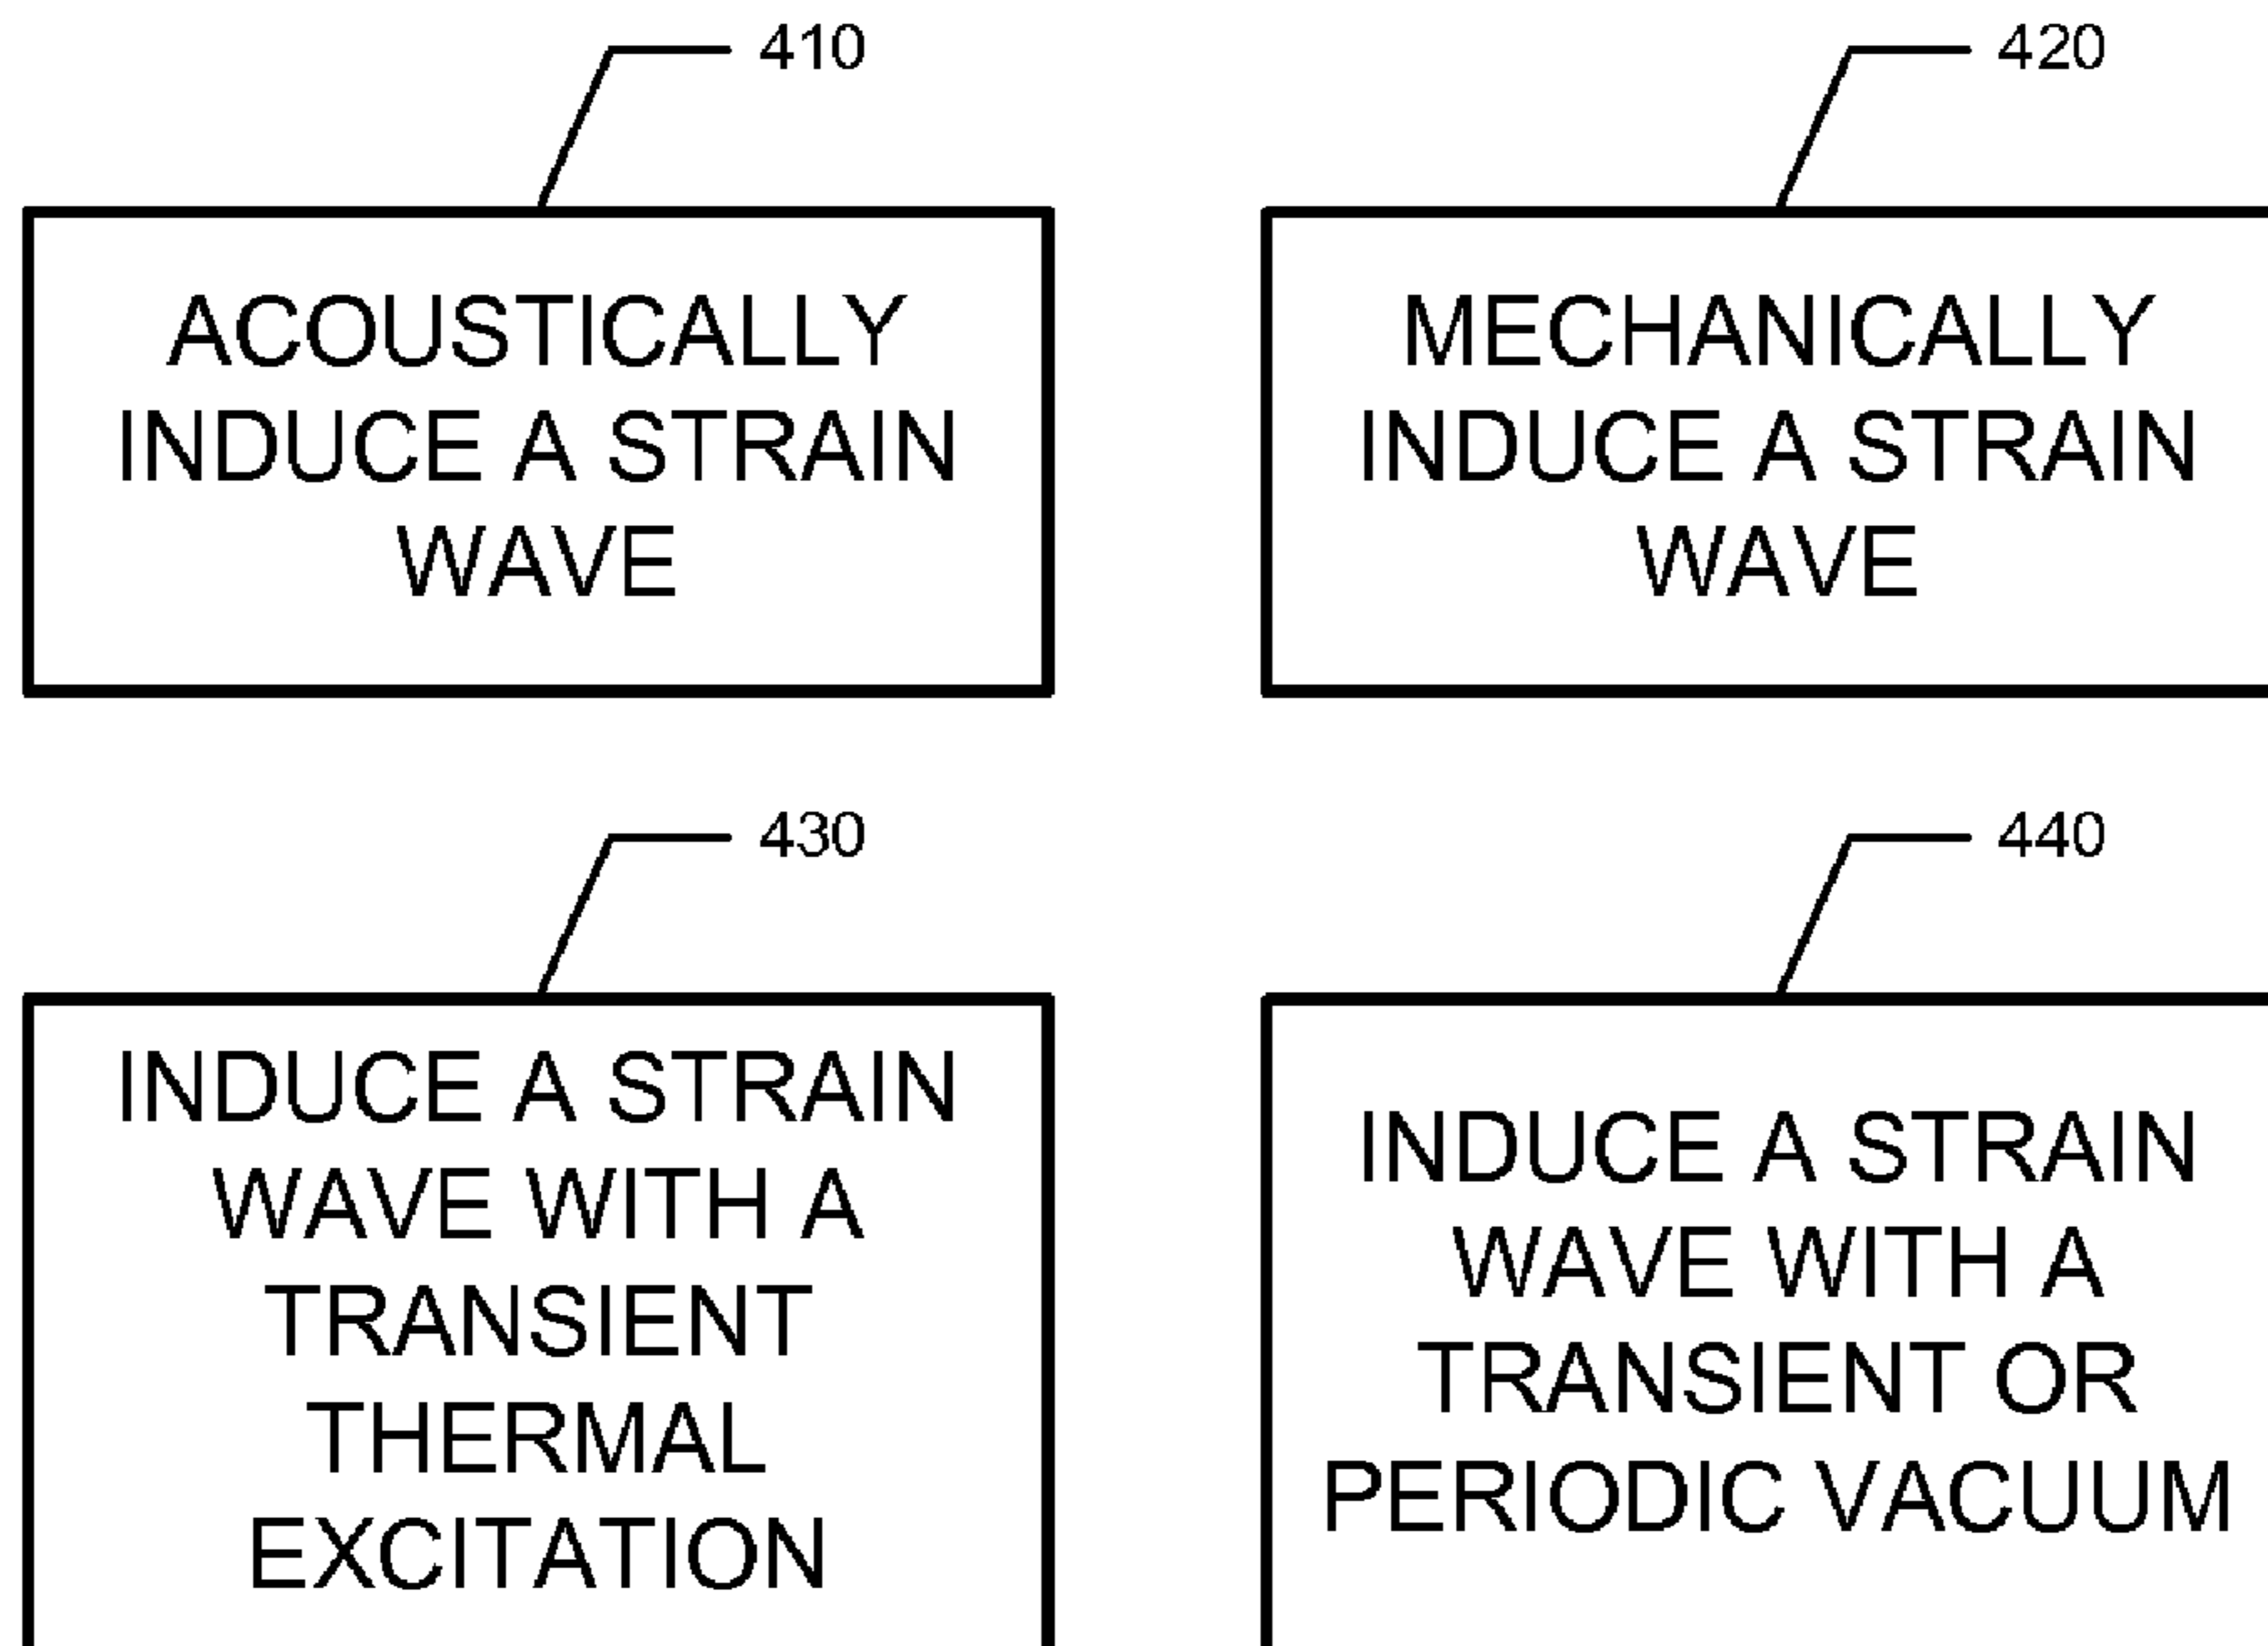 410
ACOUSTICALLY
INDUCE A STRAIN
WAVE
420
MECHANICALLY
INDUCE A STRAIN
WAVE
430
INDUCE A STRAIN
WAVE WITH A
TRANSIENT
THERMAL
EXCITATION
440
INDUCE A STRAIN
WAVE WITH A
TRANSIENT OR
PERIODIC VACUUM